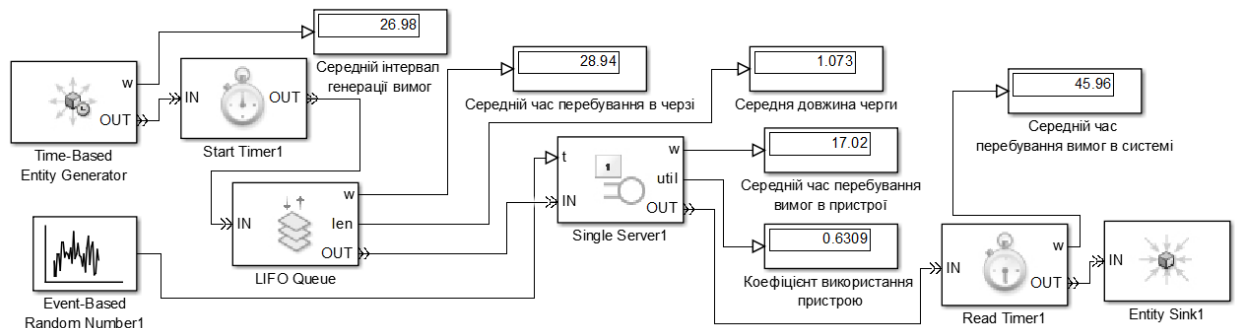 26.98
Середній інтервал
генерації вимог
w
OUT
Time-Based
Entity Generator
IN
OUT
Start Timer1
28.94
Середній час перебування в черзі
1.073
Середня довжина черги
45.96
Середній час
перебування вимог в системі
IN
w
len
OUT
LIFO Queue
t
IN
w
util
OUT
Single Server1
17.02
Середній час перебування
вимог в пристрої
0.6309
Коефіцієнт використання
пристрою
Event-Based
Random Number1
IN
w
OUT
Read Timer1
IN
Entity Sink1